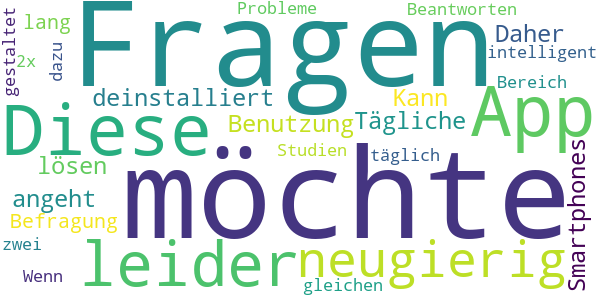 Probleme
Beantworten
lang
Fragen
Daher
gestaltet
2x
dazu
intelligent
deinstalliert
Kann
Bereich
App
Diese
Benutzung
Tägliche
Studien
täglich
lösen
möchte
Smartphones
angeht
Befragung
zwei
leider
neugierig
Wenn
gleichen